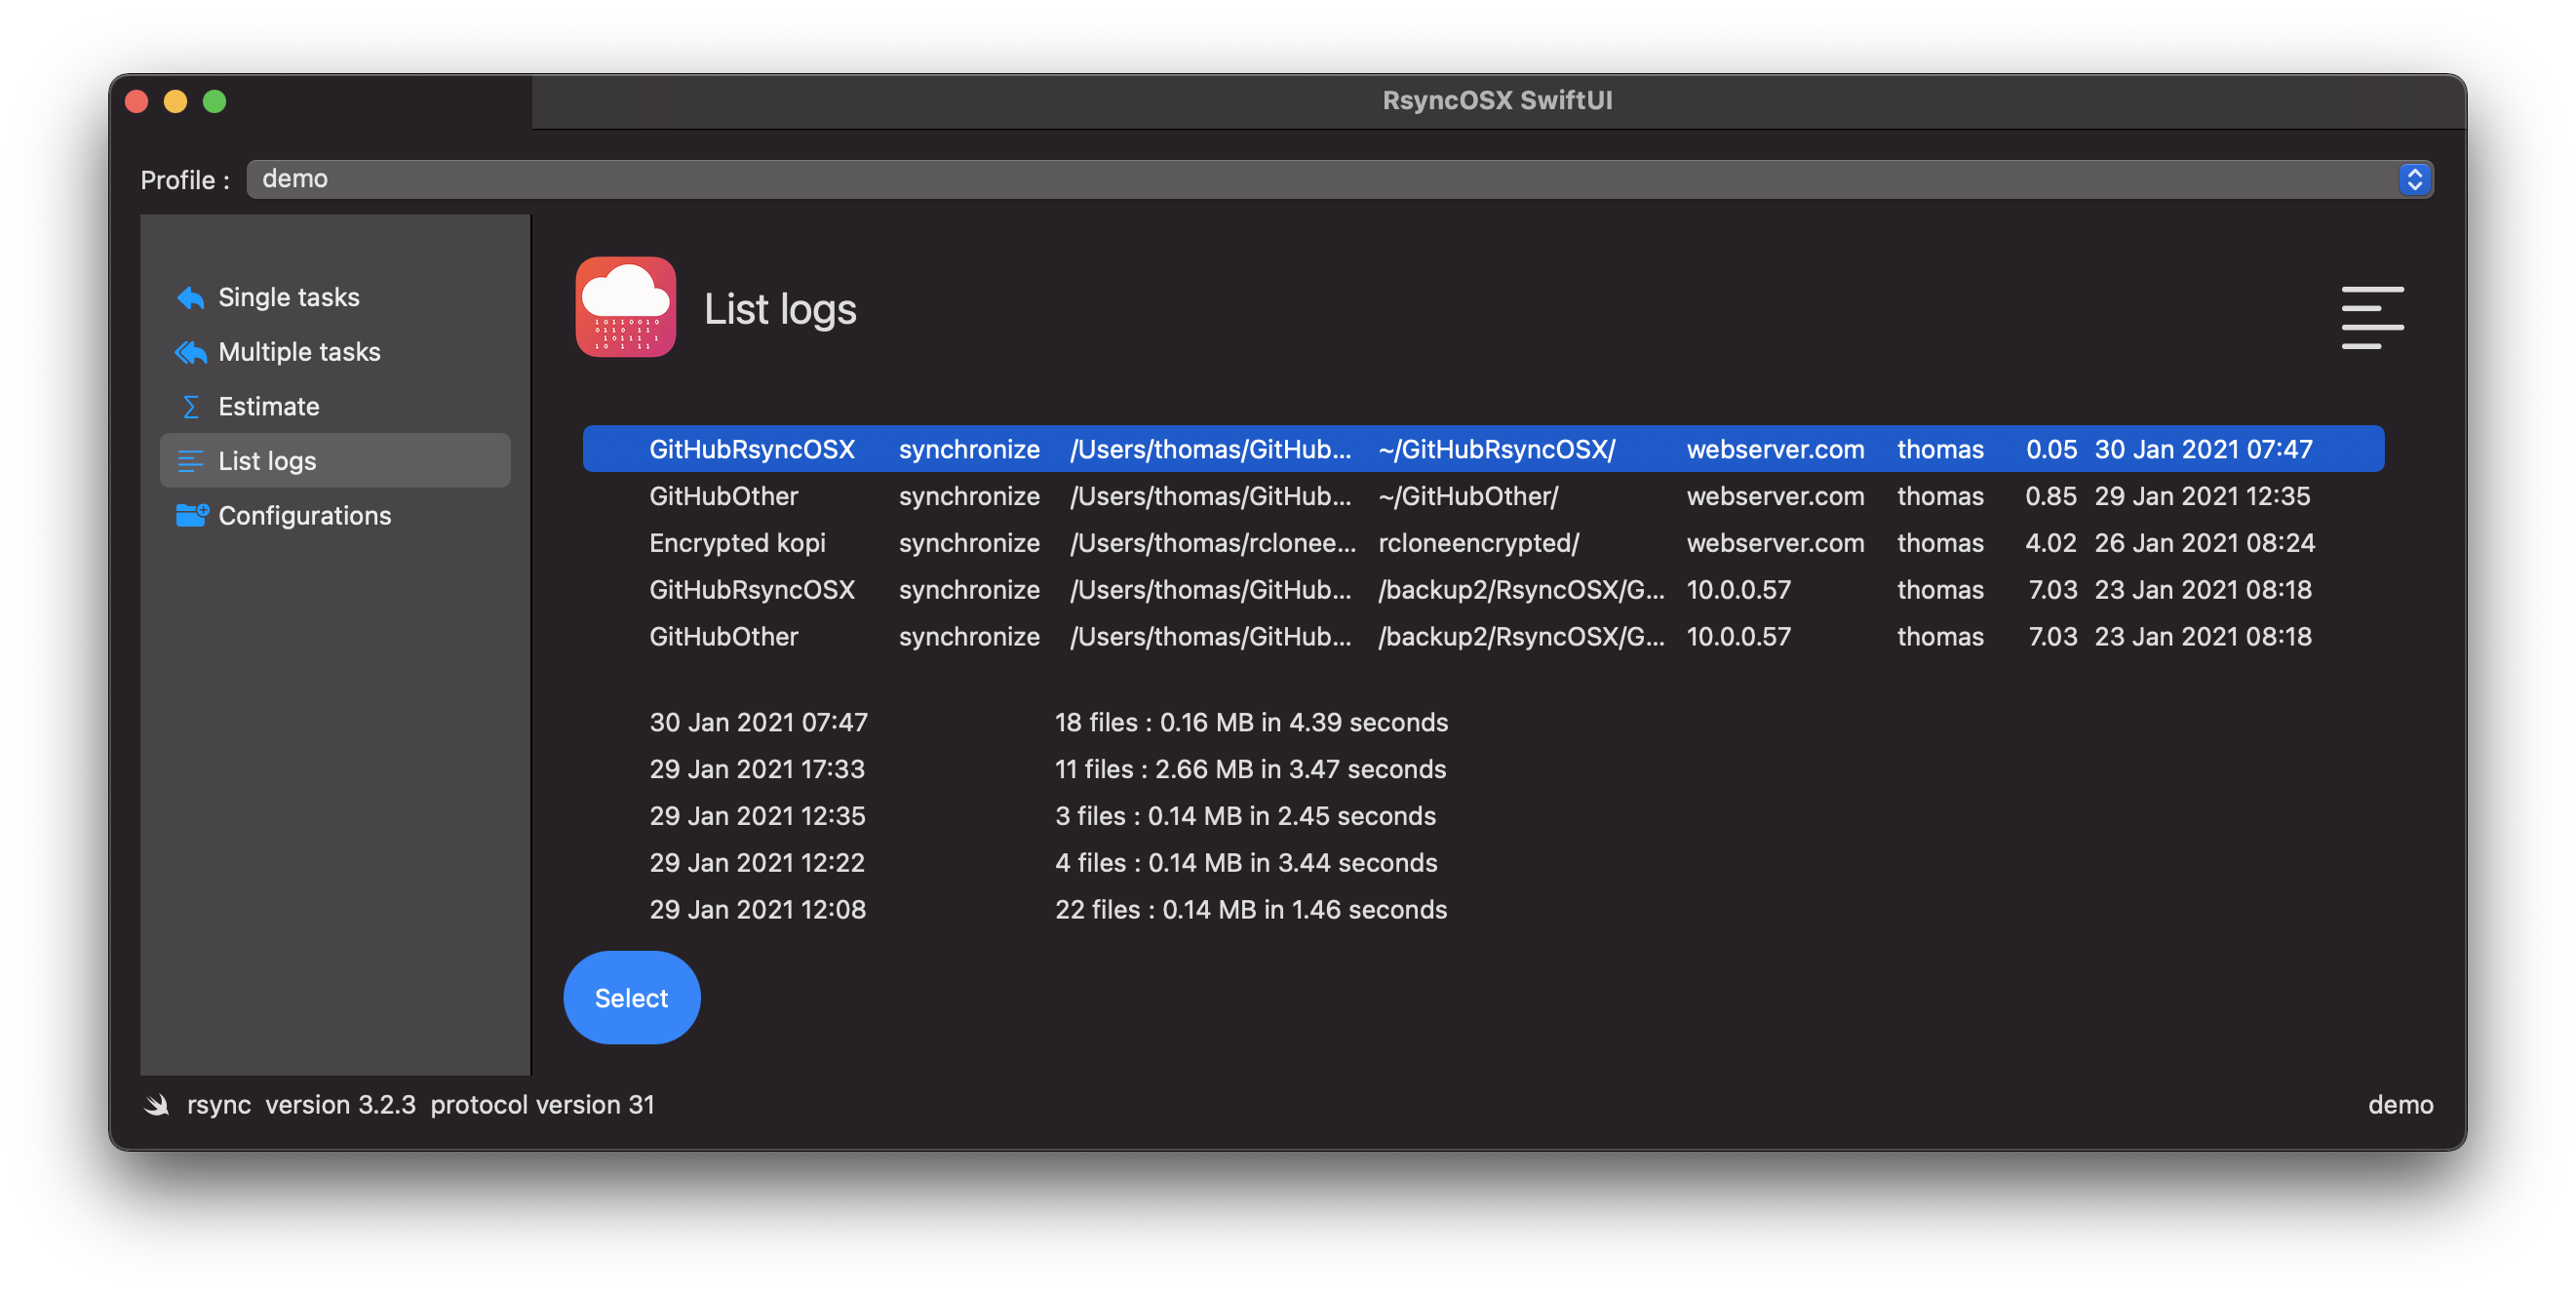 RsyncOSX SwiftUI
Profile : demo
Single tasks
Multiple tasks
Estimate
List logs
Configurations
List logs
GitHubRsyncOSX synchronize /Users/thomas/GitHub... ~/GitHubRsyncOSX/ webserver.com thomas 0.05 30 Jan 2021 07:47
GitHubOther synchronize /Users/thomas/GitHub... ~/GitHubOther/ webserver.com thomas 0.85 29 Jan 2021 12:35
Encrypted kopi synchronize /Users/thomas/rclonee... rcloneencrypted/ webserver.com thomas 4.02 26 Jan 2021 08:24
GitHubRsyncOSX synchronize /Users/thomas/GitHub... /backup2/RsyncOSX/G... 10.0.0.57 thomas 7.03 23 Jan 2021 08:18
GitHubOther synchronize /Users/thomas/GitHub... /backup2/RsyncOSX/G... 10.0.0.57 thomas 7.03 23 Jan 2021 08:18
30 Jan 2021 07:47 18 files : 0.16 MB in 4.39 seconds
29 Jan 2021 17:33 11 files : 2.66 MB in 3.47 seconds
29 Jan 2021 12:35 3 files : 0.14 MB in 2.45 seconds
29 Jan 2021 12:22 4 files : 0.14 MB in 3.44 seconds
29 Jan 2021 12:08 22 files : 0.14 MB in 1.46 seconds
Select
rsync version 3.2.3 protocol version 31
demo